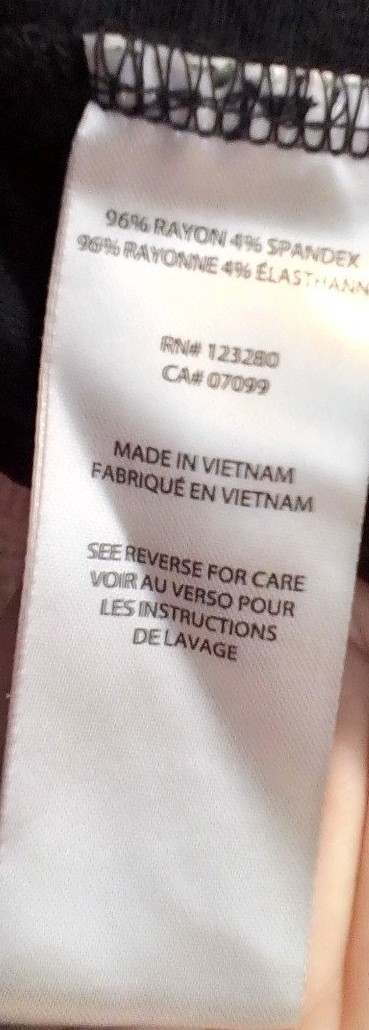 96% RAYON 4% SPANDEX
96% RAYONNE 4% ÉLASTHANN
RN# 123280
CA# 07099
MADE IN VIETNAM
FABRIQUÉ EN VIETNAM
SEE REVERSE FOR CARE
VOIR AU VERSO POUR
LES INSTRUCTIONS
DE LAVAGE